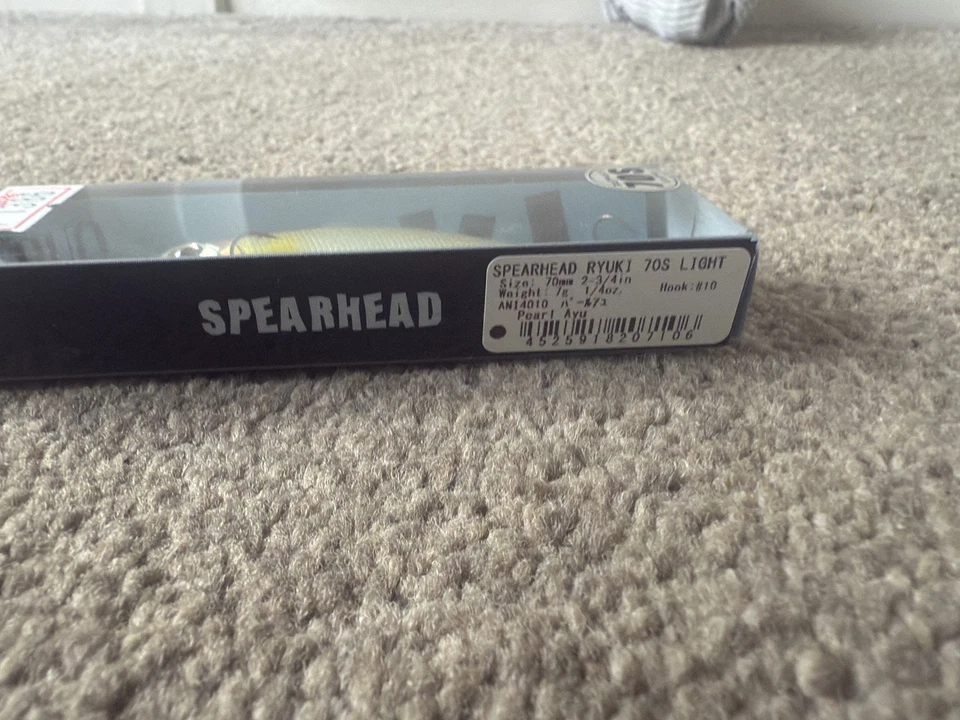 70S
SPEARHEAD
SPEARHEAD RYUKI 70S LIGHT
Size: 70mm 2-3/4in
Weight: 7g 1/4oz. Hook:#10
ANI4010 パールアユ
Pearl Ayu
4525918207106